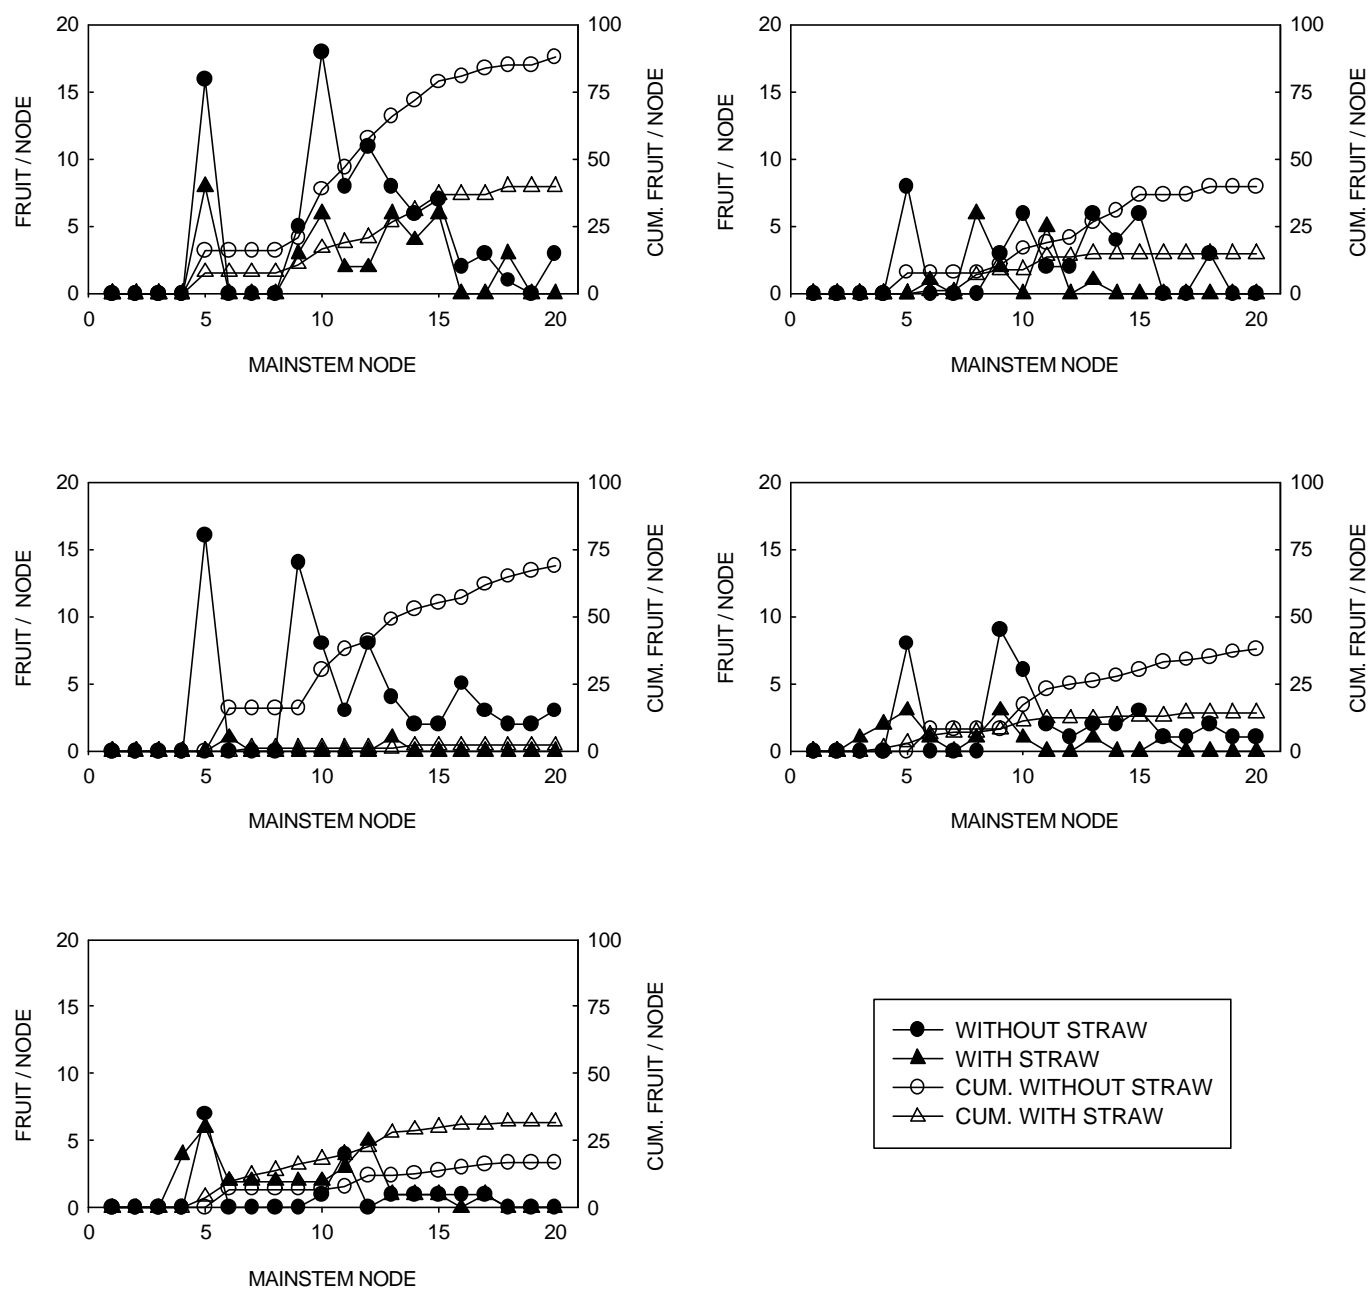 20
15
10
5
0
100
75
50
25
0
0 5 10 15 20
FRUIT / NODE
CUM. FRUIT / NODE
MAINSTEM NODE
20
15
10
5
0
100
75
50
25
0
0 5 10 15 20
FRUIT / NODE
CUM. FRUIT / NODE
MAINSTEM NODE
20
15
10
5
0
100
75
50
25
0
0 5 10 15 20
FRUIT / NODE
CUM. FRUIT / NODE
MAINSTEM NODE
20
15
10
5
0
100
75
50
25
0
0 5 10 15 20
FRUIT / NODE
CUM. FRUIT / NODE
MAINSTEM NODE
20
15
10
5
0
100
75
50
25
0
0 5 10 15 20
FRUIT / NODE
CUM. FRUIT / NODE
MAINSTEM NODE
WITHOUT STRAW
WITH STRAW
CUM. WITHOUT STRAW
CUM. WITH STRAW